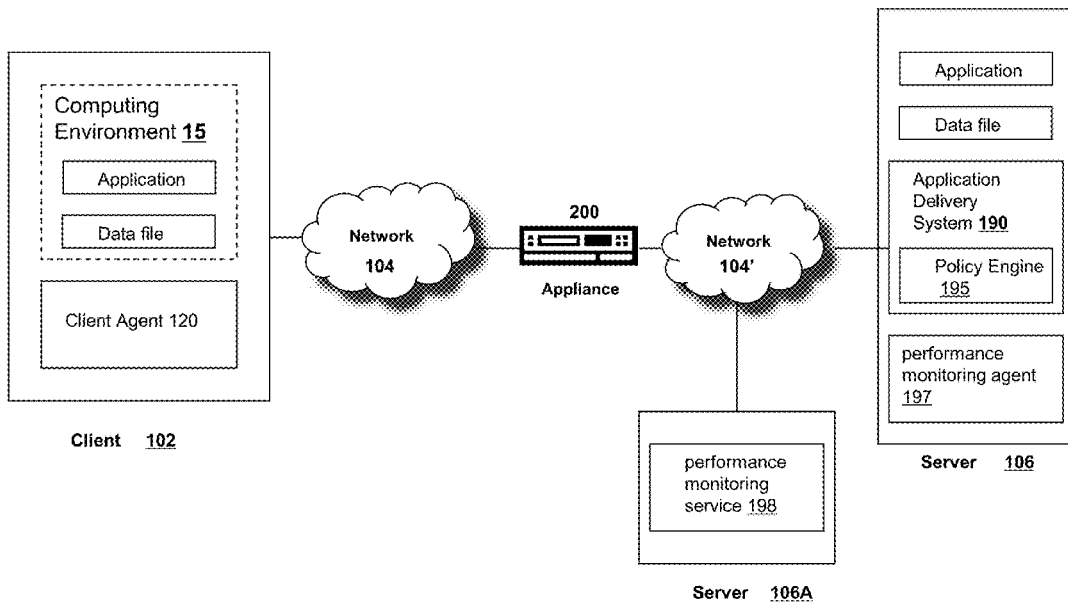 Computing
Environment 15
Application
Data file
Client Agent 120
Client 102
Network
104
200
Appliance
Network
104'
performance
monitoring
service 198
Server 106A
Application
Data file
Application
Delivery
System 190
Policy Engine
195
performance
monitoring agent
197
Server 106